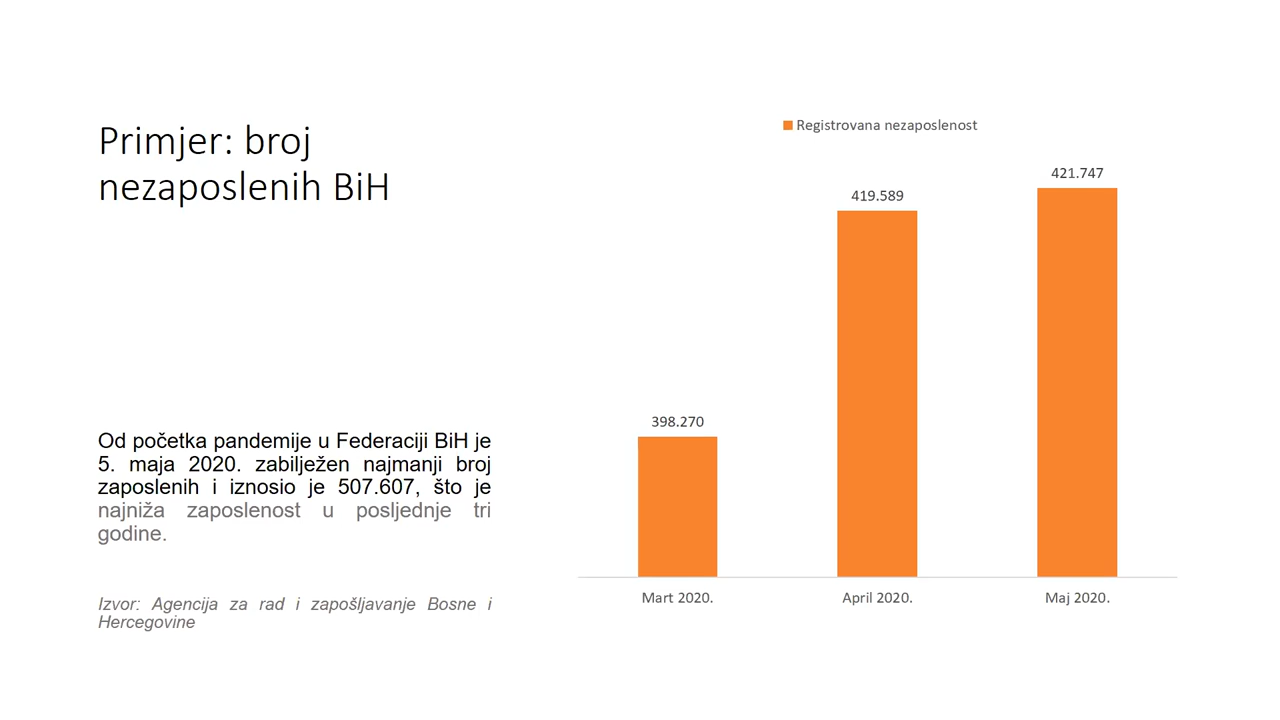 Primjer: broj
nezaposlenih BiH
Od početka pandemije u Federaciji BiH je
5. maja 2020. zabilježen najmanji broj
zaposlenih i iznosio je 507.607, što je
najniža zaposlenost u posljednje tri
godine.
Izvor: Agencija za rad i zapošljavanje Bosne i
Hercegovine
Registrovana nezaposlenost
398.270
419.589
421.747
Mart 2020.
April 2020.
Maj 2020.